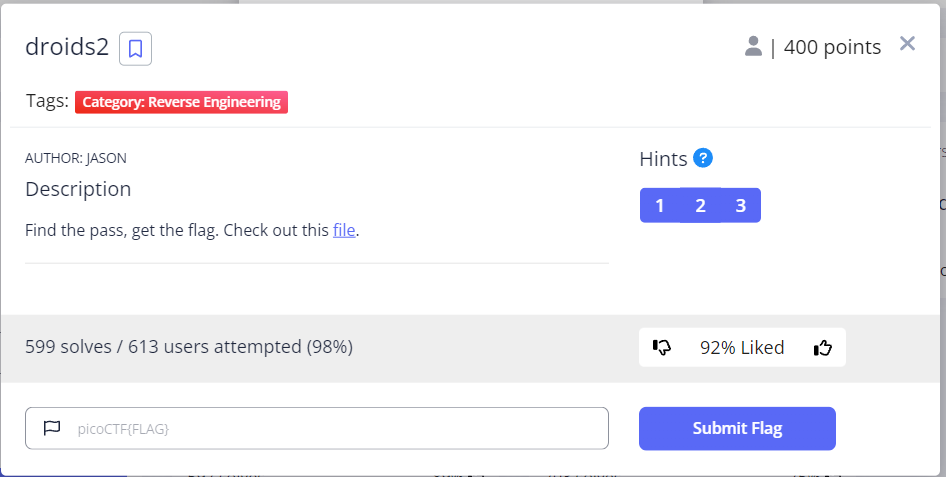 droids2
| 400 points
Tags: Category: Reverse Engineering
AUTHOR: JASON
Description
Find the pass, get the flag. Check out this file.
Hints ?
1 2 3
599 solves / 613 users attempted (98%)
92% Liked
picoCTF{FLAG}
Submit Flag